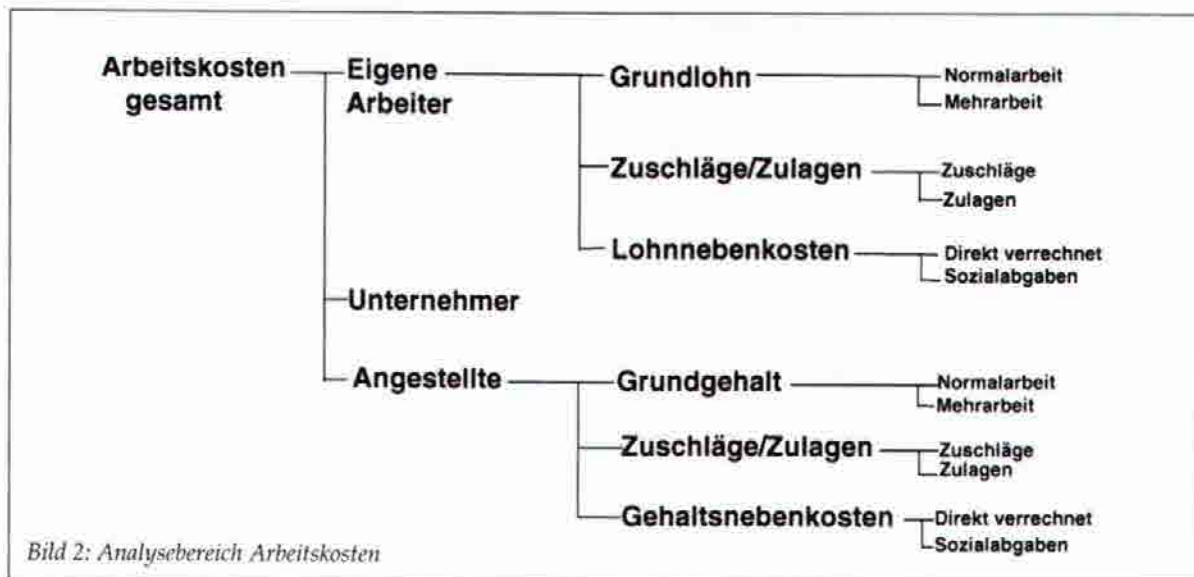 Arbeitskosten gesamt
Eigene Arbeiter
Grundlohn
Normalarbeit
Mehrarbeit
Zuschläge/Zulagen
Zuschläge
Zulagen
Lohnnebenkosten
Direkt verrechnet
Sozialabgaben
Unternehmer
Angestellte
Grundgehalt
Normalarbeit
Mehrarbeit
Zuschläge/Zulagen
Zuschläge
Zulagen
Gehaltsnebenkosten
Direkt verrechnet
Sozialabgaben
Bild 2: Analysebereich Arbeitskosten